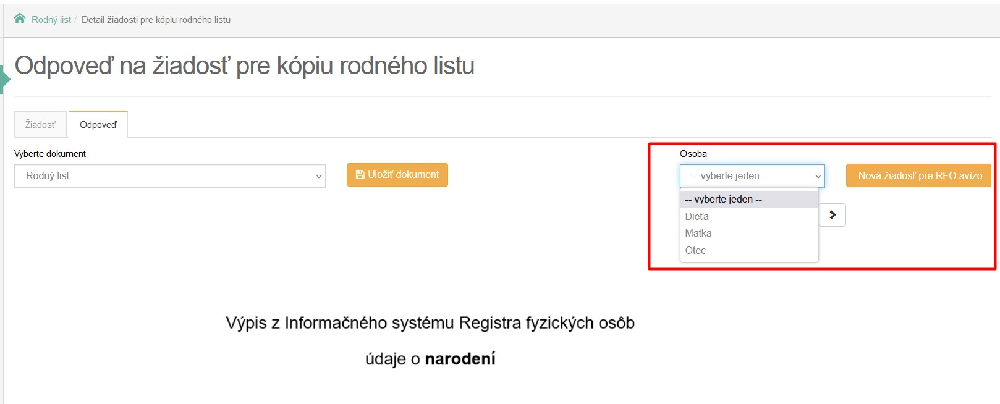 Rodný list / Detail žiadosti pre kópiu rodného listu
Odpoveď na žiadosť pre kópiu rodného listu
Žiadosť
Odpoveď
Vyberte dokument
Rodný list
Uložiť dokument
Osoba
-- vyberte jeden --
Nová žiadosť pre RFO avízo
-- vyberte jeden --
Dieťa
Matka
Otec
Výpis z Informačného systému Registra fyzických osôb
údaje o narodení